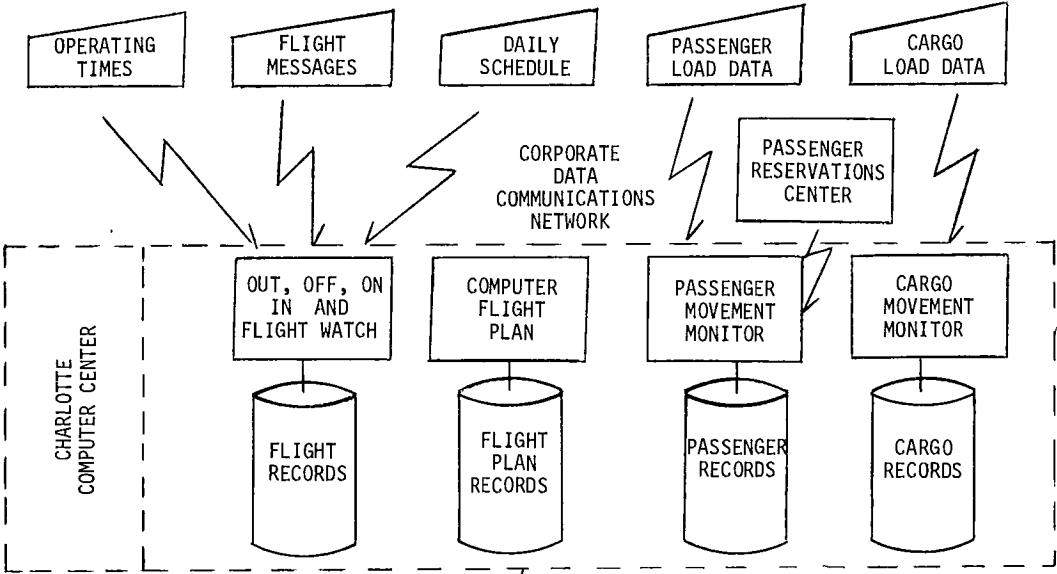 OPERATING
TIMES
FLIGHT
MESSAGES
DAILY
SCHEDULE
PASSENGER
LOAD DATA
CARGO
LOAD DATA
CORPORATE
DATA
COMMUNICATIONS
NETWORK
PASSENGER
RESERVATIONS
CENTER
CHARLOTTE
COMPUTER CENTER
OUT, OFF, ON
IN AND
FLIGHT WATCH
COMPUTER
FLIGHT
PLAN
PASSENGER
MOVEMENT
MONITOR
CARGO
MOVEMENT
MONITOR
FLIGHT
RECORDS
FLIGHT
PLAN
RECORDS
PASSENGER
RECORDS
CARGO
RECORDS